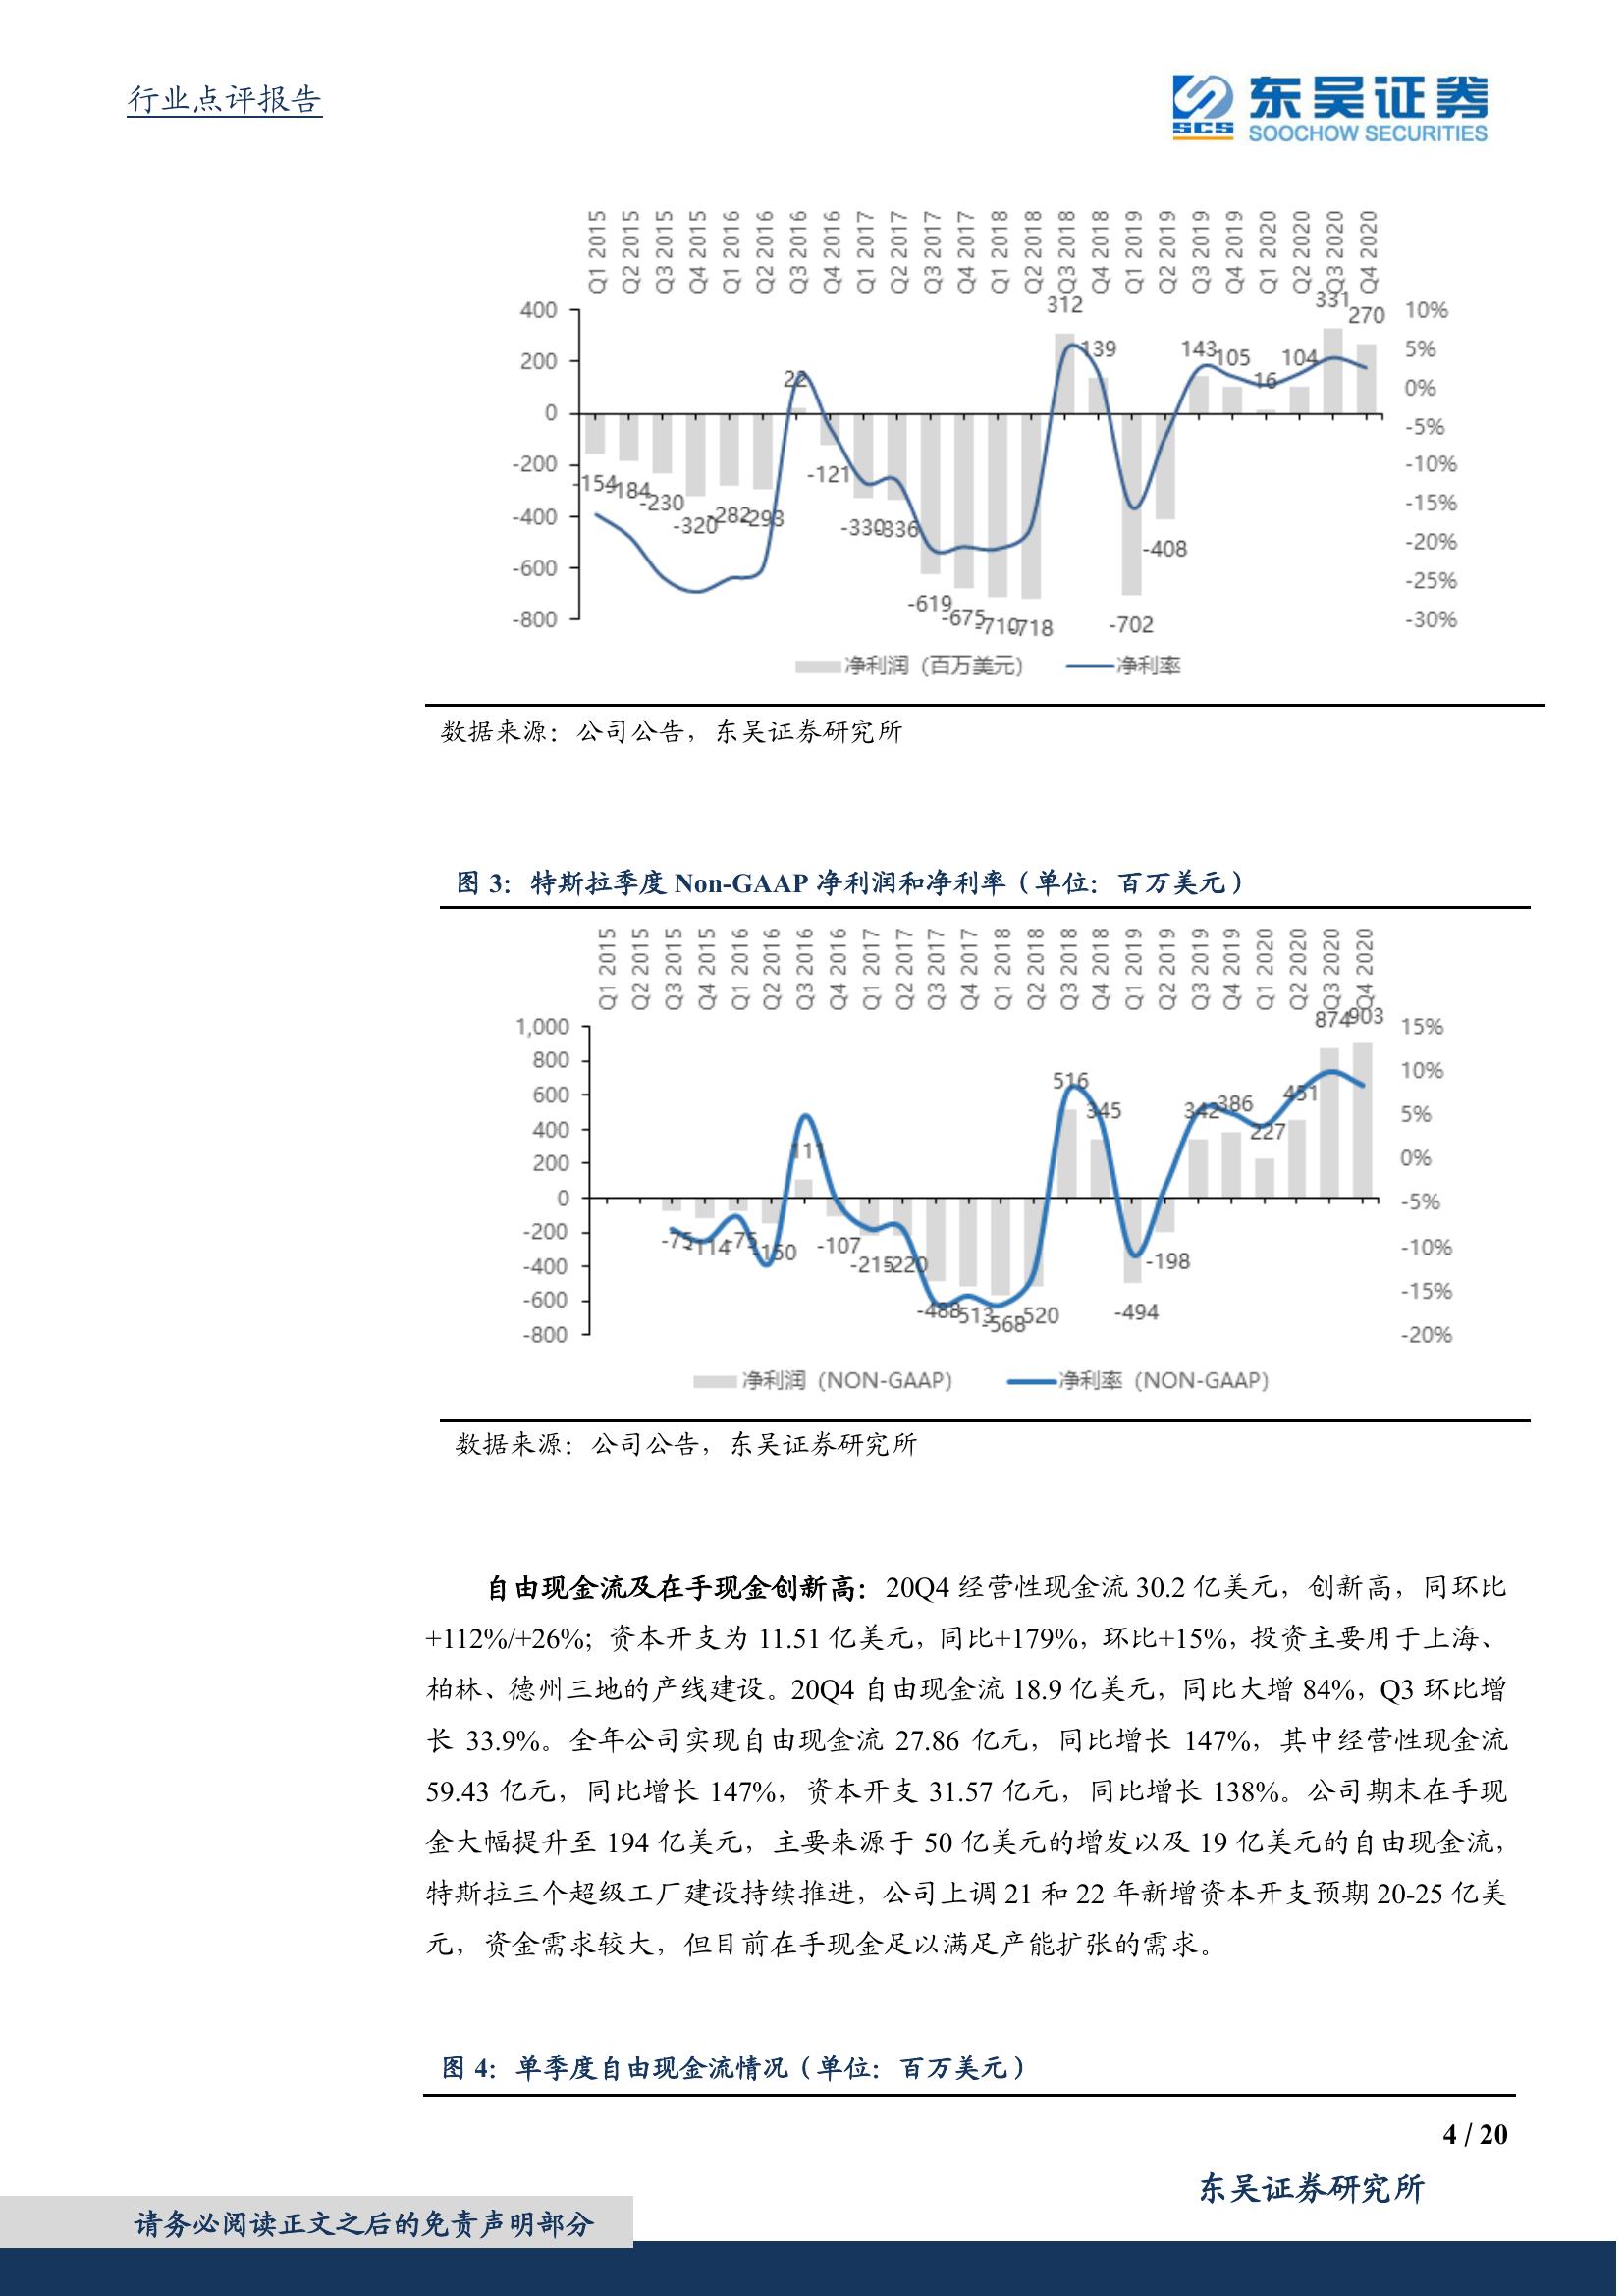 行业点评报告
SCS
东吴证券
SOOCHOW SECURITIES
Q1 2015
Q2 2015
Q3 2015
Q4 2015
Q1 2016
Q2 2016
Q3 2016
Q4 2016
Q1 2017
Q2 2017
Q3 2017
Q4 2017
Q1 2018
Q2 2018
Q3 2018
Q4 2018
Q1 2019
Q2 2019
Q3 2019
Q4 2019
Q1 2020
Q2 2020
Q3 2020
Q4 2020
400
200
0
-200
-400
-600
-800
-154
-184
-230
-320
-282
-293
22
-121
-330
-336
-619
-675
-710
-718
312
139
-702
-408
143
105
16
104
331
270
10%
5%
0%
-5%
-10%
-15%
-20%
-25%
-30%
净利润（百万美元）
净利率
数据来源：公司公告，东吴证券研究所
图 3：特斯拉季度 Non-GAAP 净利润和净利率（单位：百万美元）
Q1 2015
Q2 2015
Q3 2015
Q4 2015
Q1 2016
Q2 2016
Q3 2016
Q4 2016
Q1 2017
Q2 2017
Q3 2017
Q4 2017
Q1 2018
Q2 2018
Q3 2018
Q4 2018
Q1 2019
Q2 2019
Q3 2019
Q4 2019
Q1 2020
Q2 2020
Q3 2020
Q4 2020
1,000
800
600
400
200
0
-200
-400
-600
-800
-75
-114
-75
-150
111
-107
-215
-220
-488
-513
-568
-520
516
345
-494
-198
342
386
227
451
874
903
15%
10%
5%
0%
-5%
-10%
-15%
-20%
净利润（NON-GAAP）
净利率（NON-GAAP）
数据来源：公司公告，东吴证券研究所
自由现金流及在手现金创新高：20Q4 经营性现金流 30.2 亿美元，创新高，同环比
+112%/+26%；资本开支为 11.51 亿美元，同比+179%，环比+15%，投资主要用于上海、
柏林、德州三地的产线建设。20Q4 自由现金流 18.9 亿美元，同比大增 84%，Q3 环比增
长 33.9%。全年公司实现自由现金流 27.86 亿元，同比增长 147%，其中经营性现金流
59.43 亿元，同比增长 147%，资本开支 31.57 亿元，同比增长 138%。公司期末在手现
金大幅提升至 194 亿美元，主要来源于 50 亿美元的增发以及 19 亿美元的自由现金流，
特斯拉三个超级工厂建设持续推进，公司上调 21 和 22 年新增资本开支预期 20-25 亿美
元，资金需求较大，但目前在手现金足以满足产能扩张的需求。
图 4：单季度自由现金流情况（单位：百万美元）
4 / 20
东吴证券研究所
请务必阅读正文之后的免责声明部分